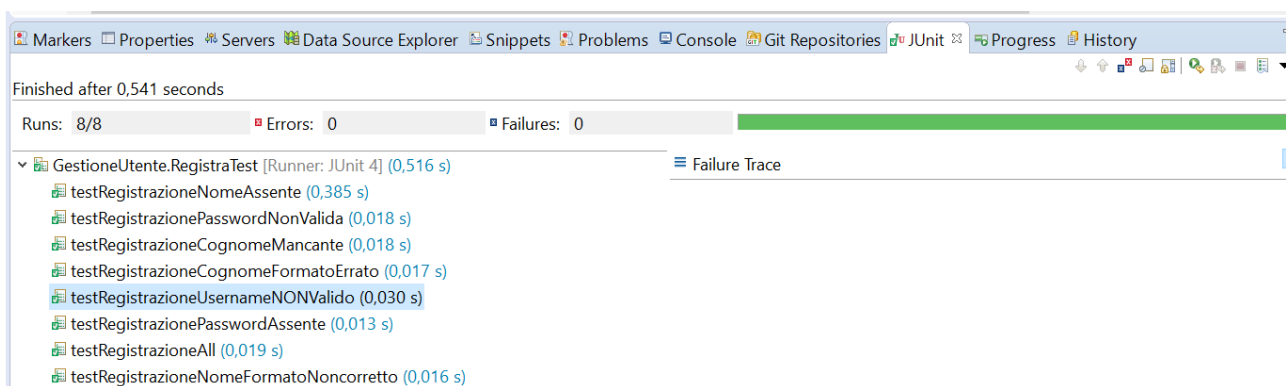 Markers Properties Servers Data Source Explorer Snippets Problems Console Git Repositories JUnit Progress History
Finished after 0,541 seconds
Runs: 8/8 Errors: 0 Failures: 0
GestioneUtente.RegistraTest [Runner: JUnit 4] (0,516 s)
Failure Trace
testRegistrazioneNomeAssente (0,385 s)
testRegistrazionePasswordNonValida (0,018 s)
testRegistrazioneCognomeMancante (0,018 s)
testRegistrazioneCognomeFormatoErrato (0,017 s)
testRegistrazioneUsernameNONValido (0,030 s)
testRegistrazionePasswordAssente (0,013 s)
testRegistrazioneAll (0,019 s)
testRegistrazioneNomeFormatoNoncorretto (0,016 s)